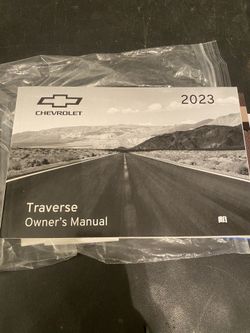 CHEVROLET
2023
Traverse
Owner's Manual